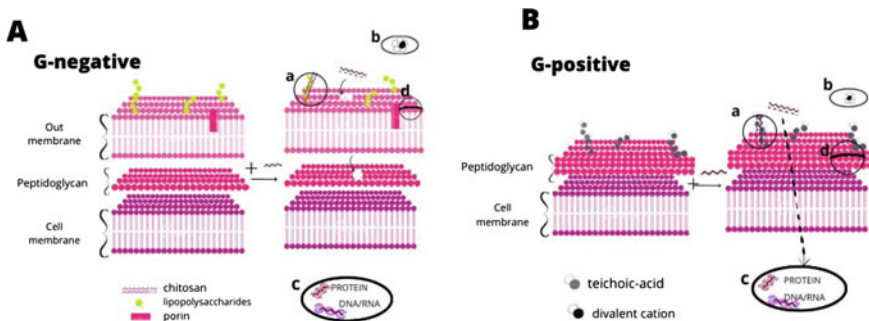 A
G-negative
b
a
d
Out
membrane
Peptidoglycan
Cell
membrane
c
PROTEIN
DNA/RNA
chitosan
lipopolysaccharides
porin
B
G-positive
b
a
d
Peptidoglycan
Cell
membrane
c
PROTEIN
DNA/RNA
teichoic-acid
divalent cation